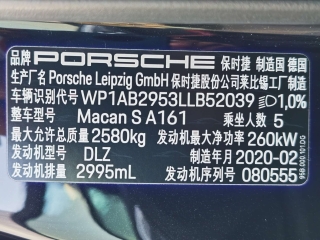 品牌 PORSCHE 保时捷 制造国 德国
生产厂名 Porsche Leipzig GmbH 保时捷股份公司莱比锡工厂制造
车辆识别代号 WP1AB2953LLB52039 1,0%
整车型号 Macan S A161 乘坐人数 5
最大允许总质量 2580kg 发动机最大净功率 260kW
发动机型号 DLZ 制造年月 2020-02
发动机排量 2995mL 发动机序列号 080555